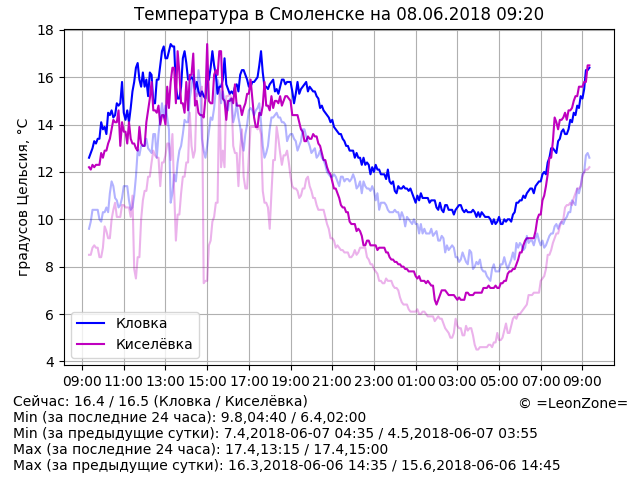 Температура в Смоленске на 08.06.2018 09:20
градусов Цельсия, °C
18
16
14
12
10
8
6
4
Кловка
Киселёвка
09:00 11:00 13:00 15:00 17:00 19:00 21:00 23:00 01:00 03:00 05:00 07:00 09:00
Сейчас: 16.4 / 16.5 (Кловка / Киселёвка)
© =LeonZone=
Min (за последние 24 часа): 9.8,04:40 / 6.4,02:00
Min (за предыдущие сутки): 7.4,2018-06-07 04:35 / 4.5,2018-06-07 03:55
Max (за последние 24 часа): 17.4,13:15 / 17.4,15:00
Max (за предыдущие сутки): 16.3,2018-06-06 14:35 / 15.6,2018-06-06 14:45